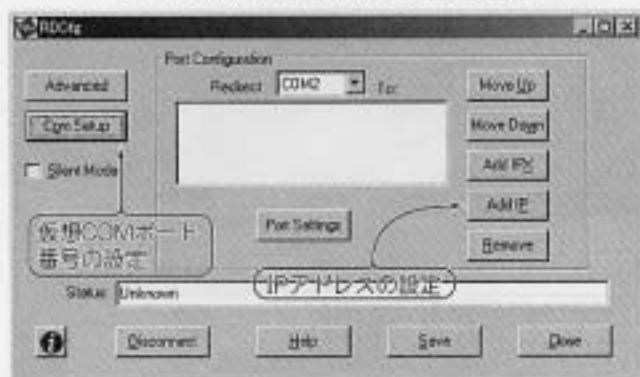 RDCfg
Port Configuration
Redirect COM2 To:
Advanced
Com Setup
Silent Mode
Move Up
Move Down
Add IPX
Add IP
Remove
Port Settings
仮想COMポート
番号の設定
IPアドレスの設定
Status: Unknown
Disconnect
Help
Save
Close